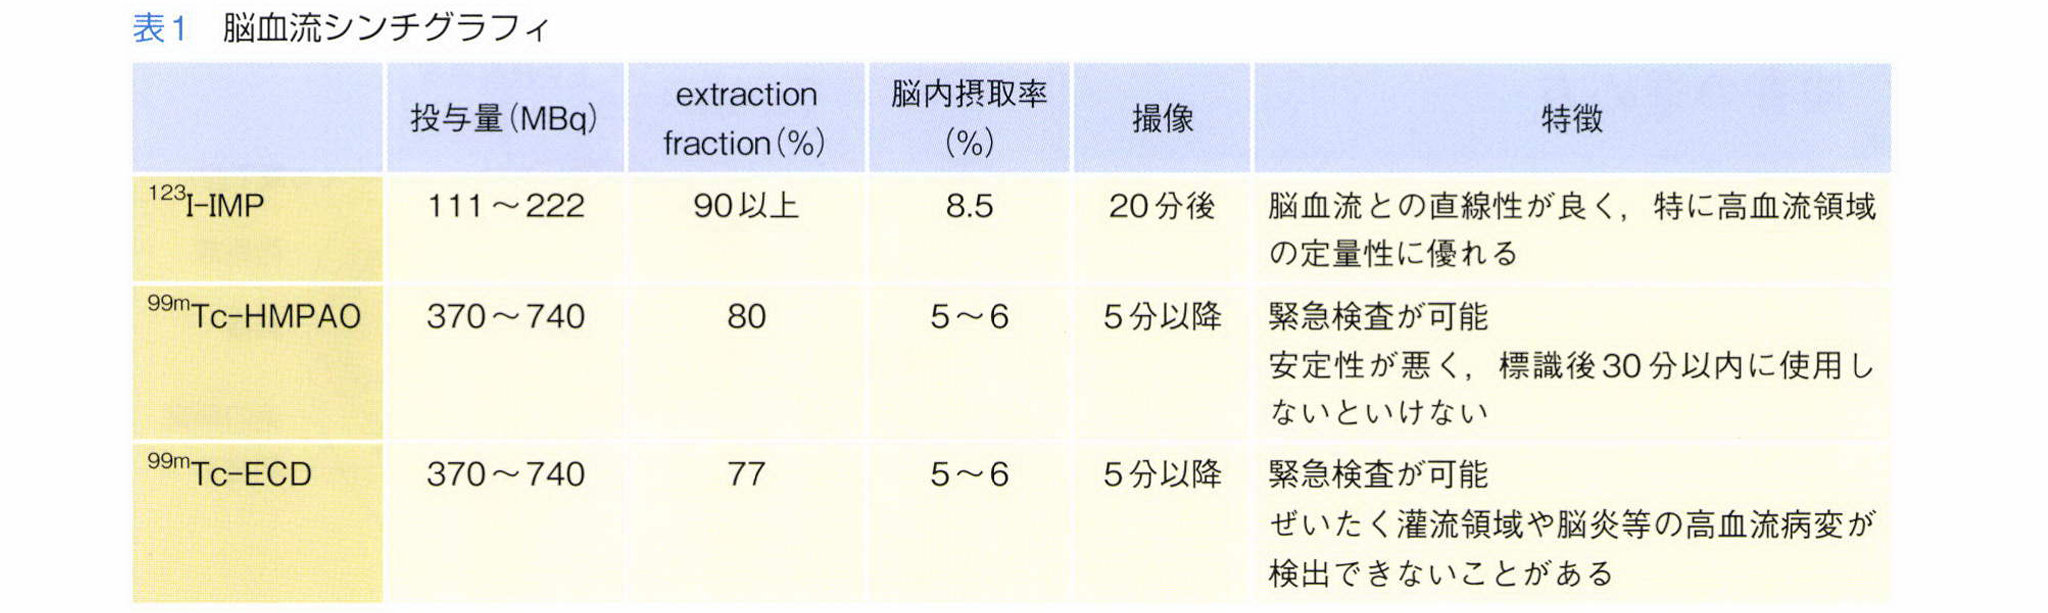 表1 脳血流シンチグラフィ
投与量(MBq)
extraction
fraction(%)
脳内摂取率
(%)
撮像
特徴
123I-IMP
111～222
90以上
8.5
20分後
脳血流との直線性が良く，特に高血流領域
の定量性に優れる
99mTc-HMPAO
370～740
80
5～6
5分以降
緊急検査が可能
安定性が悪く，標識後30分以内に使用し
ないといけない
99mTc-ECD
370～740
77
5～6
5分以降
緊急検査が可能
ぜいたく灌流領域や脳炎等の高血流病変が
検出できないことがある